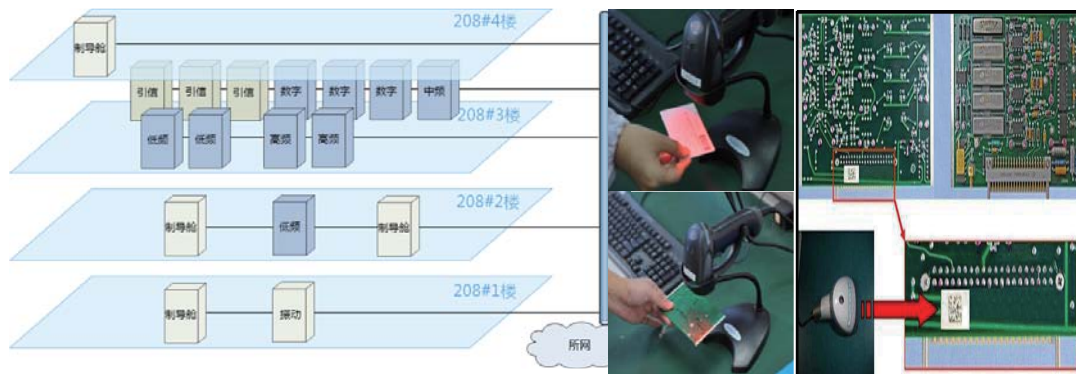 208#4楼
制导舱
引信 引信 引信 数字 数字 数字 中频
208#3楼
低频 低频 高频 高频
208#2楼
制导舱 低频 制导舱
208#1楼
制导舱 振动
所网